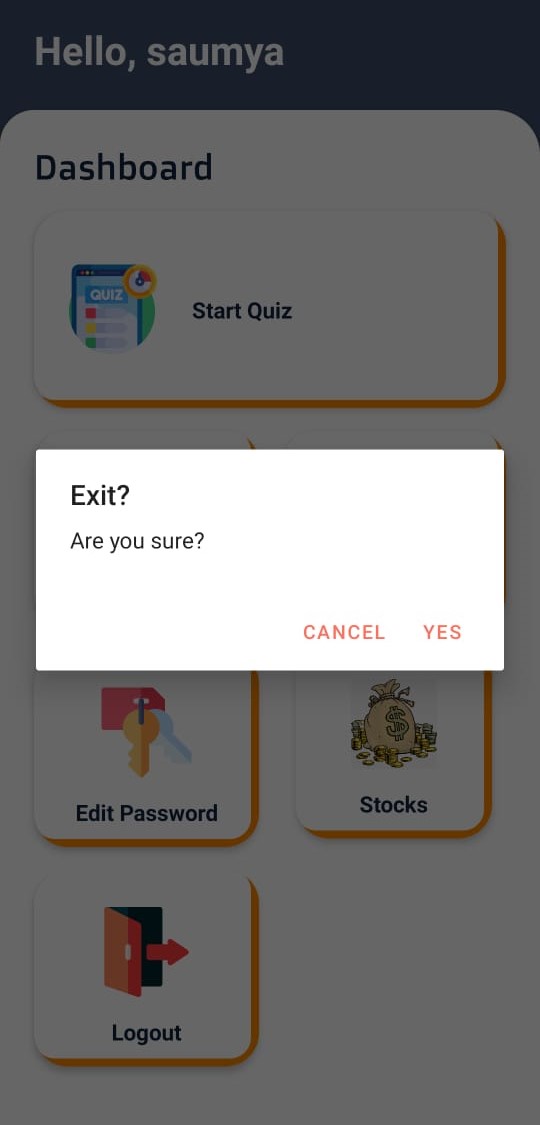 Hello, saumya
Dashboard
QUIZ
Start Quiz
Exit?
Are you sure?
CANCEL YES
$
Edit Password
Stocks
Logout